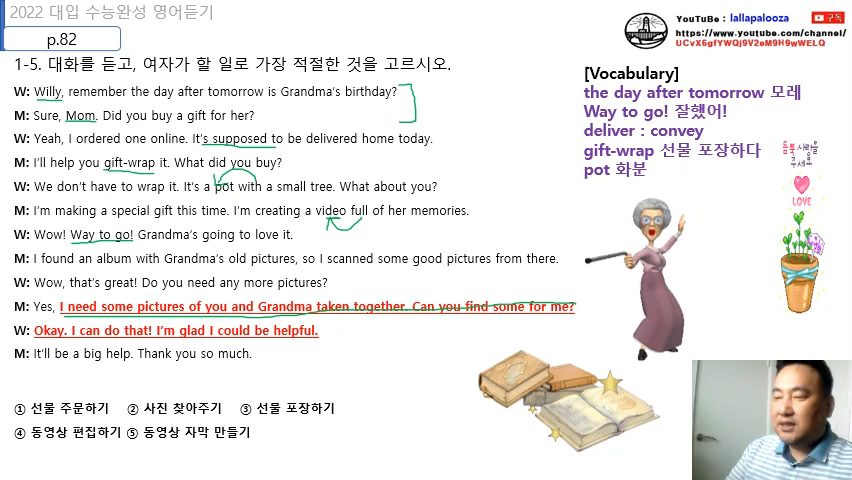 2022 대입 수능완성 영어듣기
p.82
YouTuBe : lallapalooza
구독
https://www.youtube.com/channel/
UCvX6gfYWQj9V2eM9H9wWELQ
1-5. 대화를 듣고, 여자가 할 일로 가장 적절한 것을 고르시오.
W: Willy, remember the day after tomorrow is Grandma's birthday?
M: Sure, Mom. Did you buy a gift for her?
W: Yeah, I ordered one online. It's supposed to be delivered home today.
M: I'll help you gift-wrap it. What did you buy?
W: We don't have to wrap it. It's a pot with a small tree. What about you?
M: I'm making a special gift this time. I'm creating a video full of her memories.
W: Wow! Way to go! Grandma's going to love it.
M: I found an album with Grandma's old pictures, so I scanned some good pictures from there.
W: Wow, that's great! Do you need any more pictures?
M: Yes, I need some pictures of you and Grandma taken together. Can you find some for me?
W: Okay. I can do that! I'm glad I could be helpful.
M: It'll be a big help. Thank you so much.
① 선물 주문하기 ② 사진 찾아주기 ③ 선물 포장하기
④ 동영상 편집하기 ⑤ 동영상 자막 만들기
[Vocabulary]
the day after tomorrow 모레
Way to go! 잘했어!
deliver : convey
gift-wrap 선물 포장하다
pot 화분
듬뿍 사랑을
주세요
LOVE